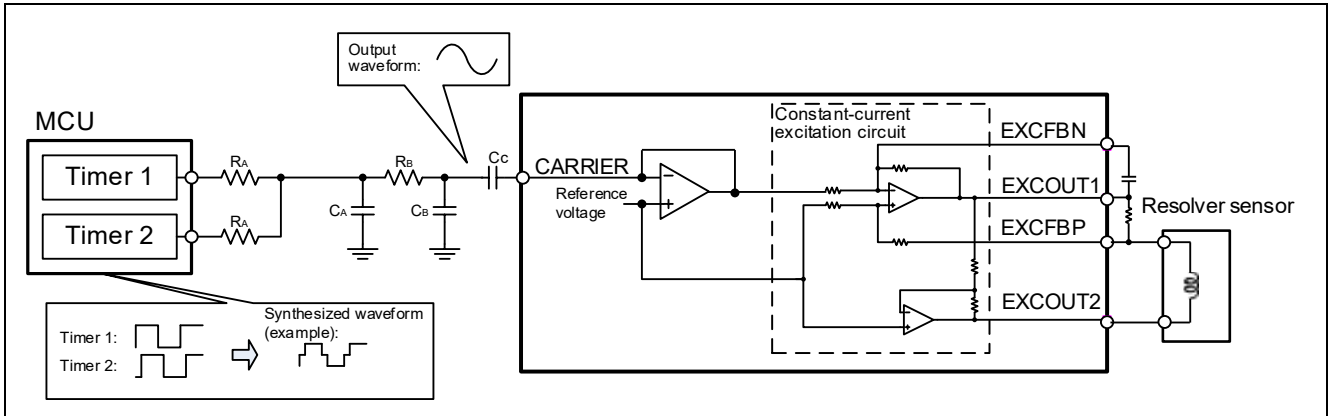 Output
waveform:
MCU
Timer 1
Timer 2
RA
RA
CA
RB
CB
Cc
CARRIER
Reference
voltage
Constant-current
excitation circuit
EXCFBN
EXCOUT1
EXCFBP
EXCOUT2
Resolver sensor
Timer 1:
Timer 2:
Synthesized waveform
(example):